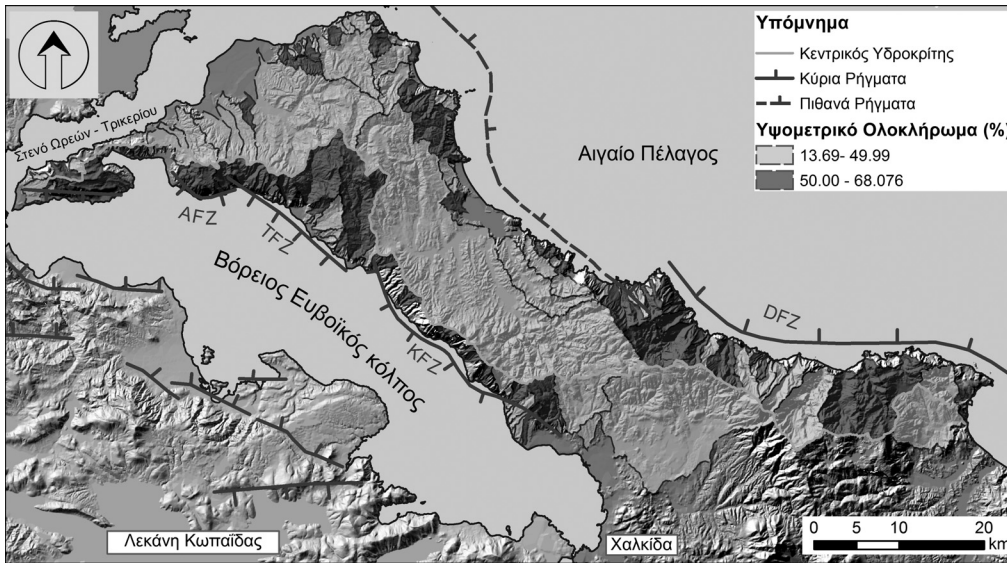 Υπόμνημα
Κεντρικός Υδροκρίτης
Κύρια Ρήγματα
Πιθανά Ρήγματα
Υψομετρικό Ολοκλήρωμα (%)
13.69- 49.99
50.00 - 68.076
Στενό Ωρεών - Τρικερίου
Αιγαίο Πέλαγος
AFZ
TFZ
Βόρειος Ευβοϊκός κόλπος
KFZ
DFZ
Λεκάνη Κωπαΐδας
Χαλκίδα
0 5 10 20
km